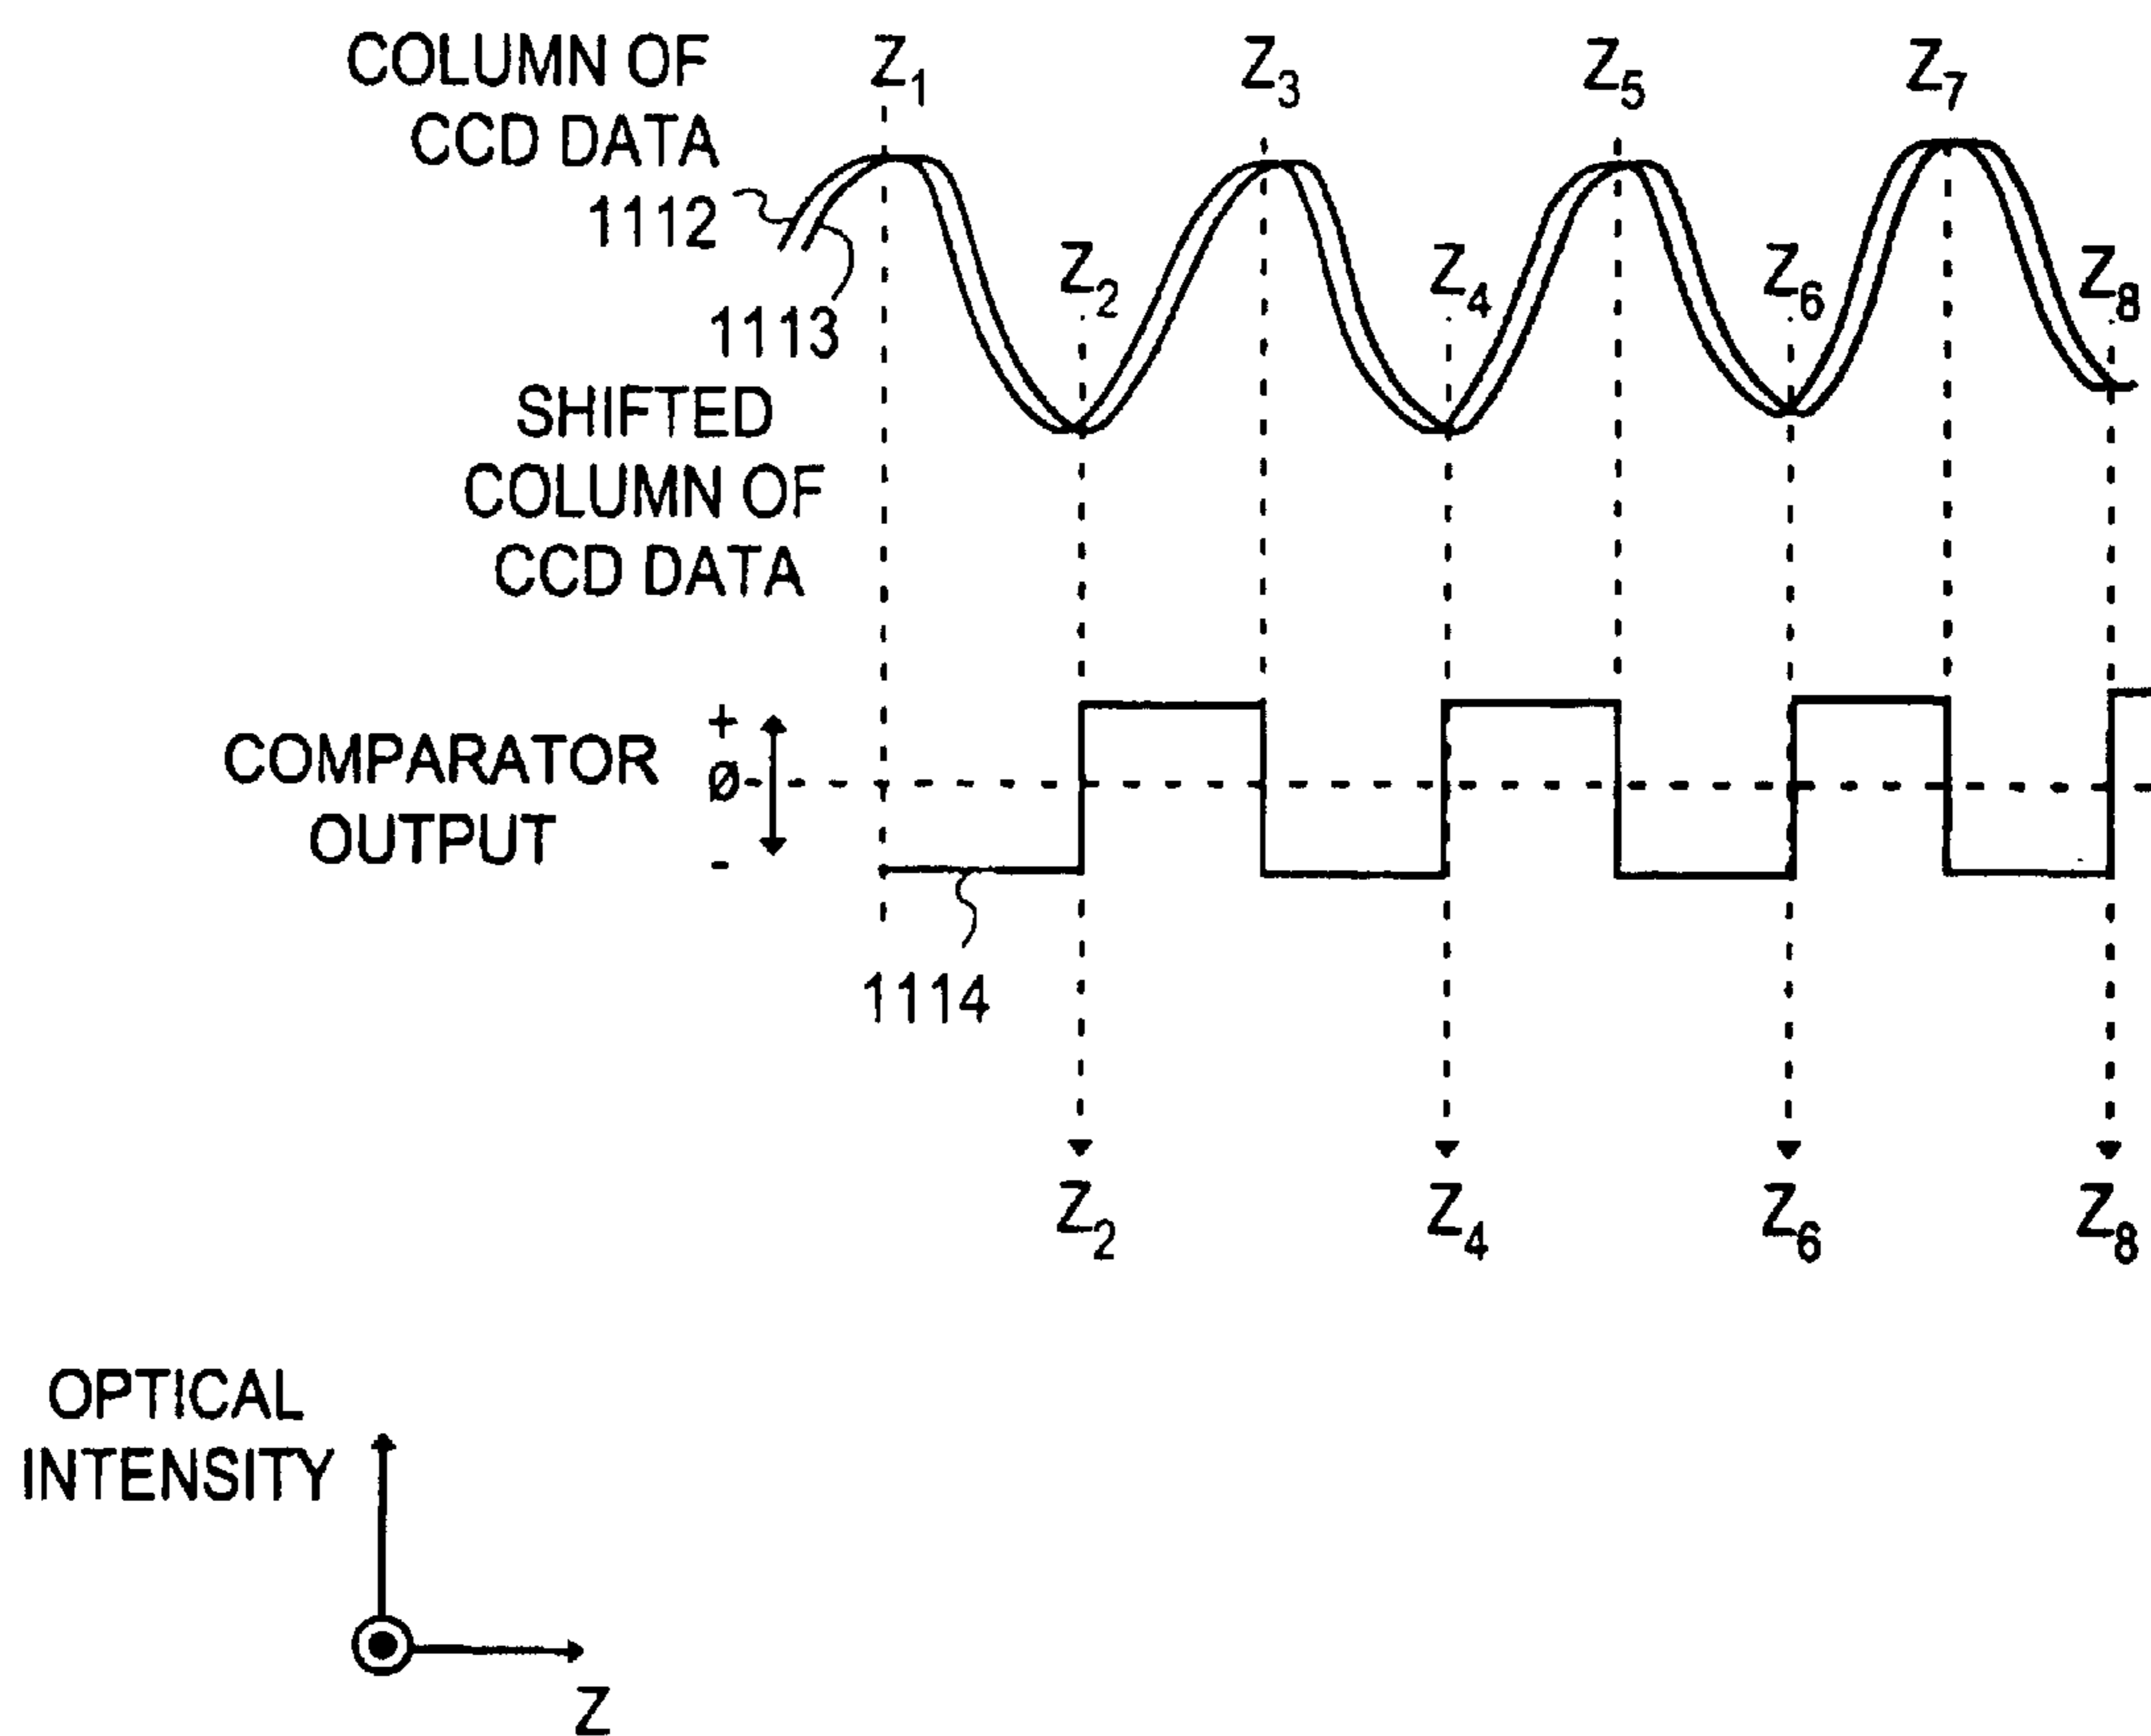 COLUMN OF
CCD DATA
1112
1113
SHIFTED
COLUMN OF
CCD DATA
Z1 Z3 Z5 Z7
Z2 Z4 Z6 Z8
COMPARATOR
OUTPUT
+
Ø
-
1114
Z2 Z4 Z6 Z8
OPTICAL
INTENSITY
Z